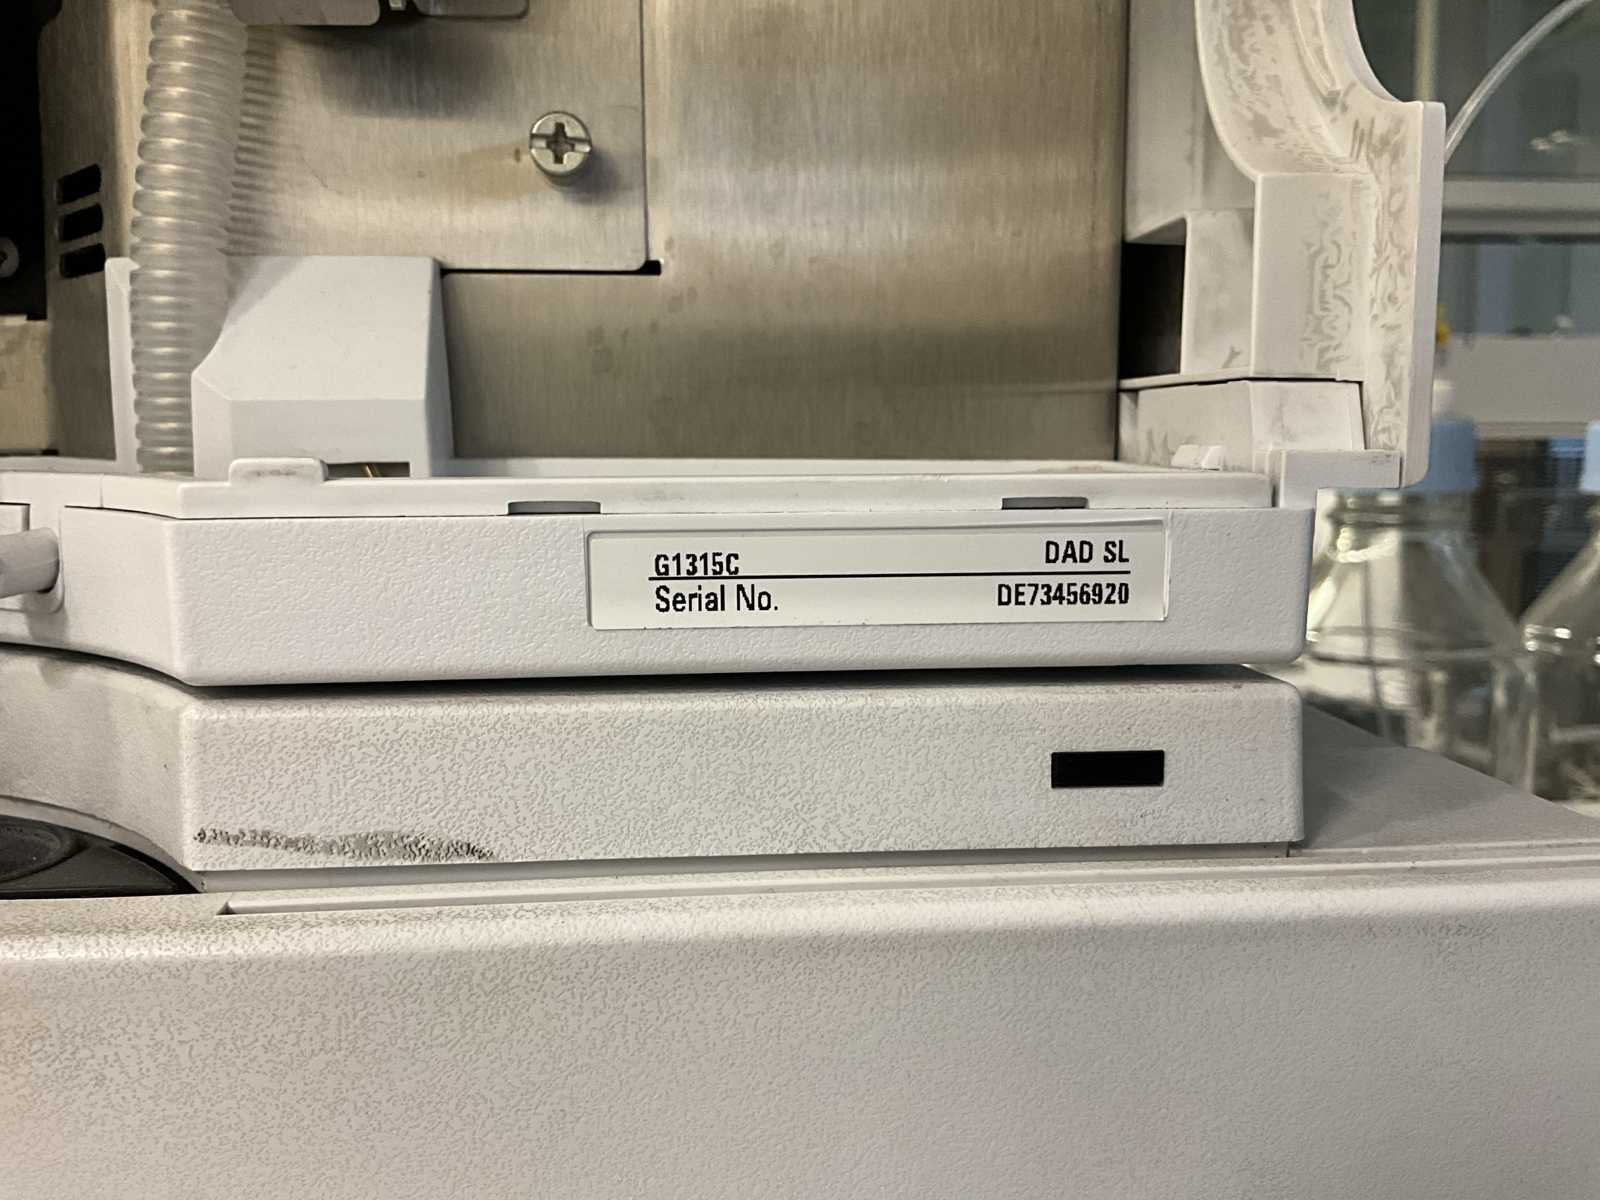 G1315C DAD SL
Serial No. DE73456920